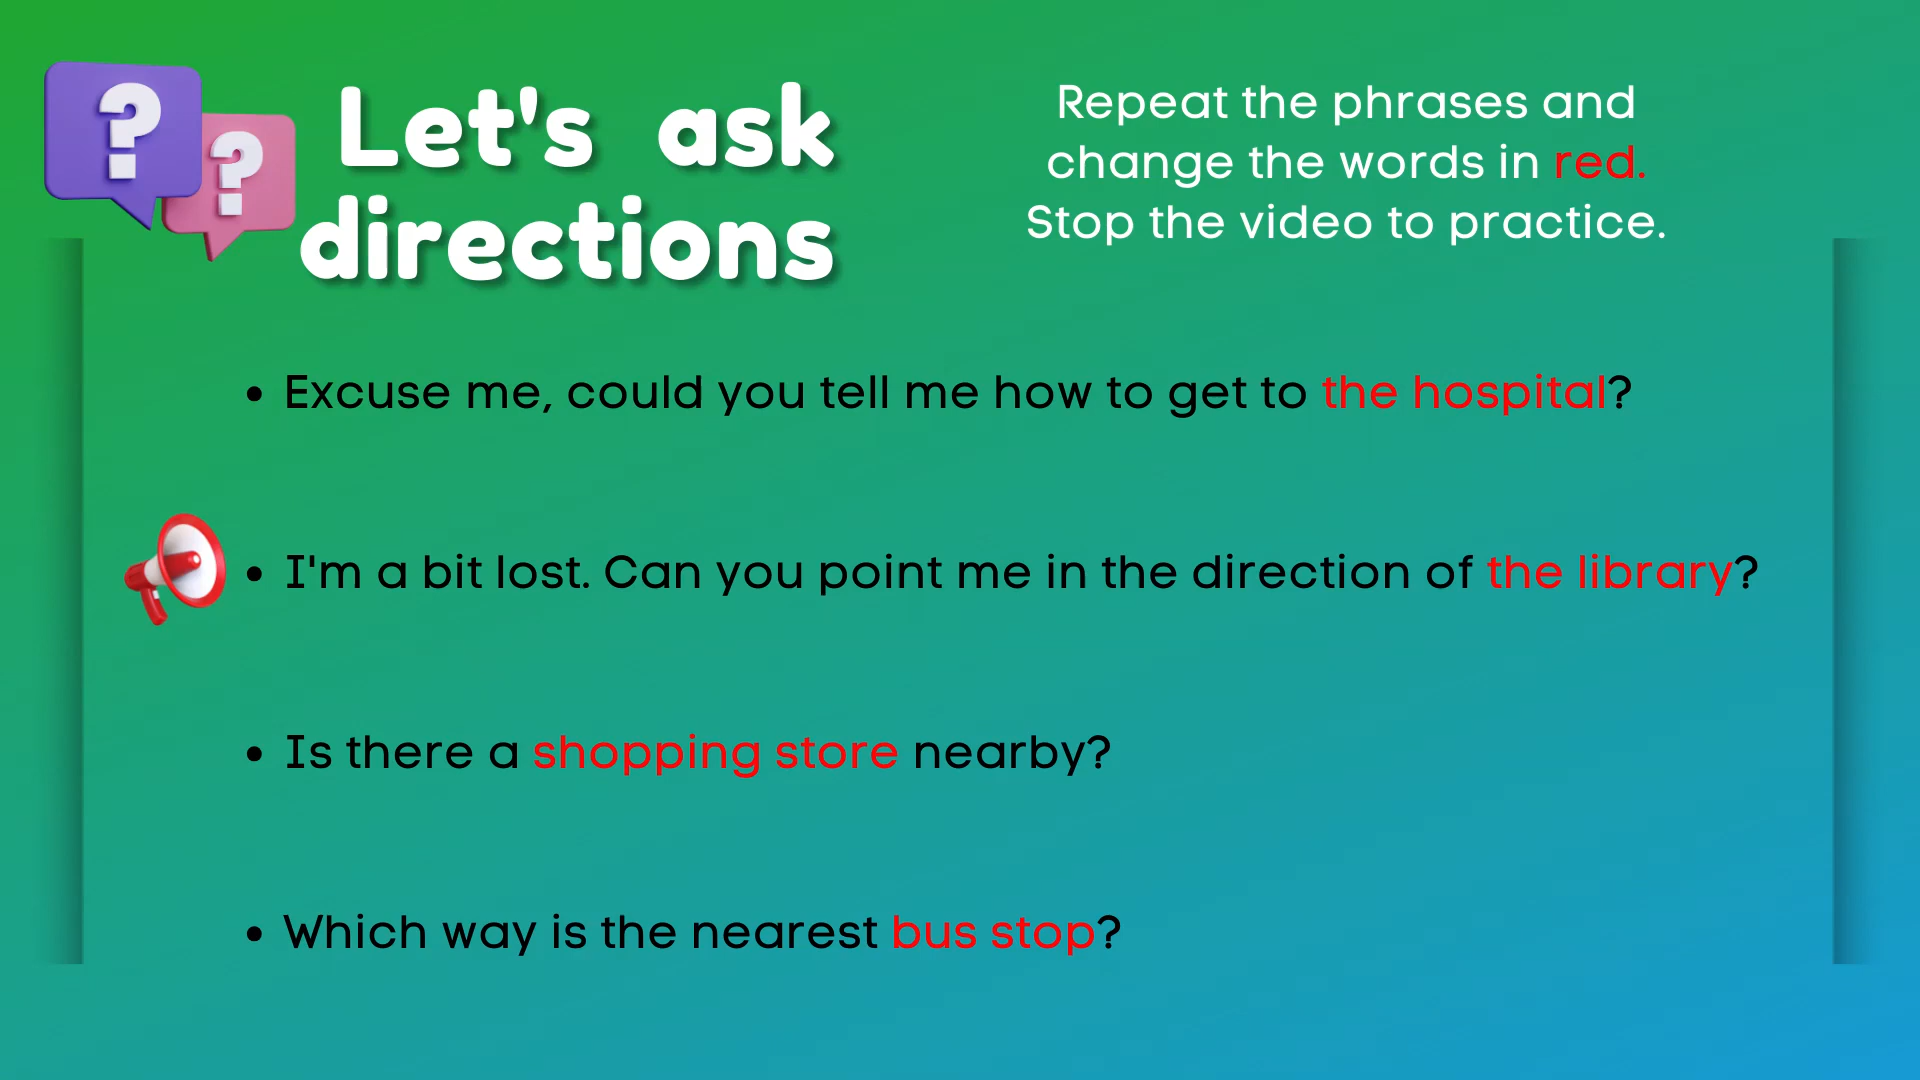 Let's ask
directions
Repeat the phrases and
change the words in red.
Stop the video to practice.
• Excuse me, could you tell me how to get to the hospital?
• I'm a bit lost. Can you point me in the direction of the library?
• Is there a shopping store nearby?
• Which way is the nearest bus stop?